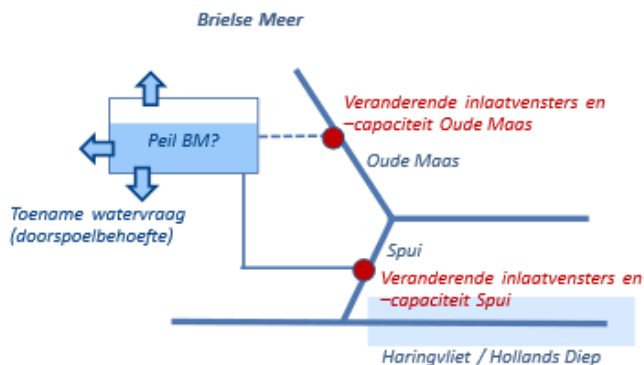 Brielse Meer
Veranderende inlaatvensters en
–capaciteit Oude Maas
Peil BM?
Oude Maas
Toename watervraag
(doorspoelbehoefte)
Spui
Veranderende inlaatvensters en
–capaciteit Spui
Haringvliet / Hollands Diep